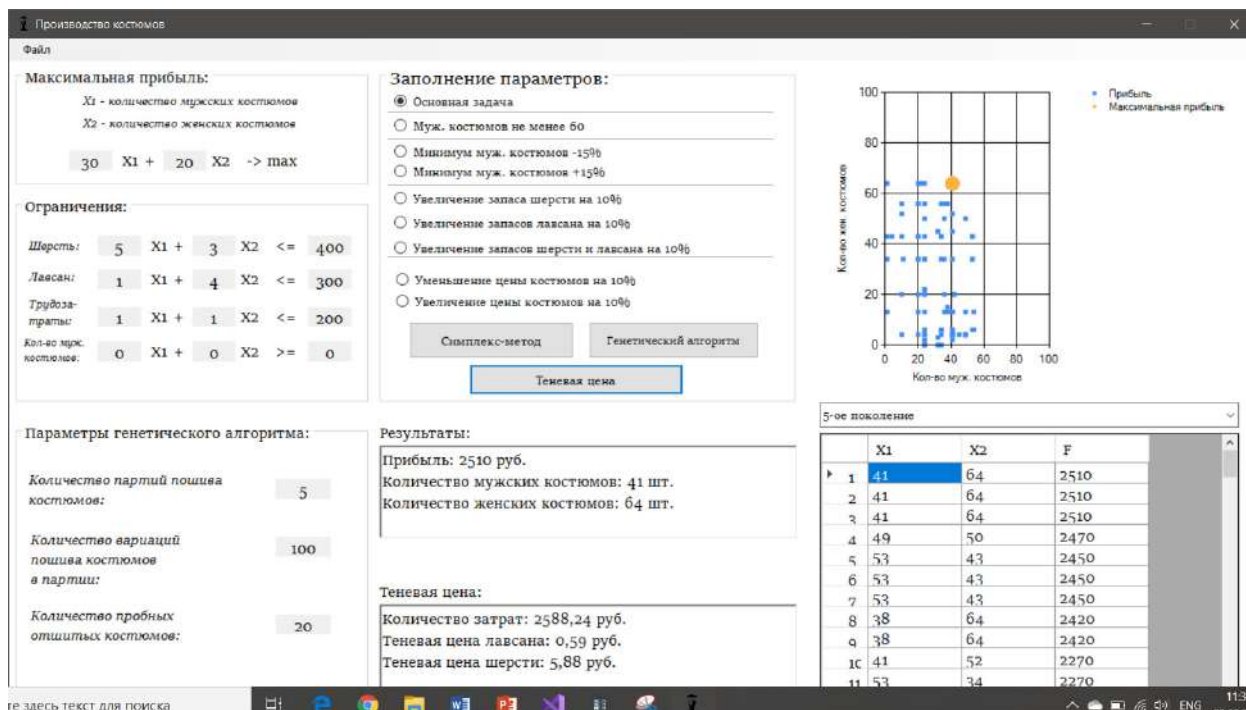 Производство костюмов
Файл
Максимальная прибыль:
X1 - количество мужских костюмов
X2 - количество женских костюмов
30 X1 + 20 X2 -> max
Ограничения:
Шерсть: 5 X1 + 3 X2 <= 400
Лавсан: 1 X1 + 4 X2 <= 300
Трудоза-
траты: 1 X1 + 1 X2 <= 200
Кол-во муж.
костюмов: 0 X1 + 0 X2 >= 0
Заполнение параметров:
Основная задача
Муж. костюмов не менее 60
Минимум муж. костюмов -15%
Минимум муж. костюмов +15%
Увеличение запаса шерсти на 10%
Увеличение запасов лавсана на 10%
Увеличение запасов шерсти и лавсана на 10%
Уменьшение цены костюмов на 10%
Увеличение цены костюмов на 10%
Симплекс-метод
Генетический алгоритм
Теневая цена
100
80
60
40
20
0
0 20 40 60 80 100
Кол-во жен. костюмов
Кол-во муж. костюмов
Прибыль
Максимальная прибыль
Параметры генетического алгоритма:
Количество партий пошива
костюмов: 5
Количество вариаций
пошива костюмов
в партии: 100
Количество пробных
отшитых костюмов: 20
Результаты:
Прибыль: 2510 руб.
Количество мужских костюмов: 41 шт.
Количество женских костюмов: 64 шт.
Теневая цена:
Количество затрат: 2588,24 руб.
Теневая цена лавсана: 0,59 руб.
Теневая цена шерсти: 5,88 руб.
5-ое поколение
X1 X2 F
1 41 64 2510
2 41 64 2510
3 41 64 2510
4 49 50 2470
5 53 43 2450
6 53 43 2450
7 53 43 2450
8 38 64 2420
9 38 64 2420
10 41 52 2270
11 53 34 2270
те здесь текст для поиска
ENG
11:3